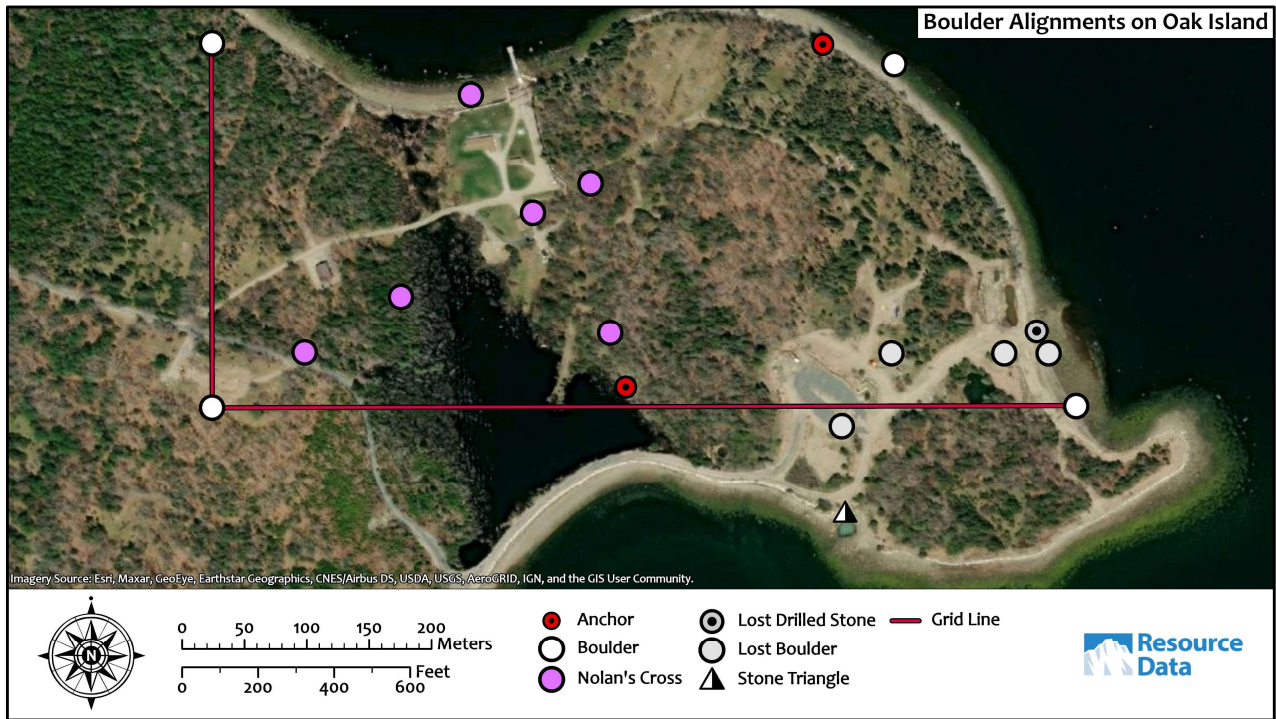 Boulder Alignments on Oak Island
Imagery Source: Esri, Maxar, GeoEye, Earthstar Geographics, CNES/Airbus DS, USDA, USGS, AeroGRID, IGN, and the GIS User Community.
N
0 50 100 150 200 Meters
Feet
0 200 400 600
Anchor
Boulder
Nolan's Cross
Lost Drilled Stone
Lost Boulder
Stone Triangle
Grid Line
Resource
Data